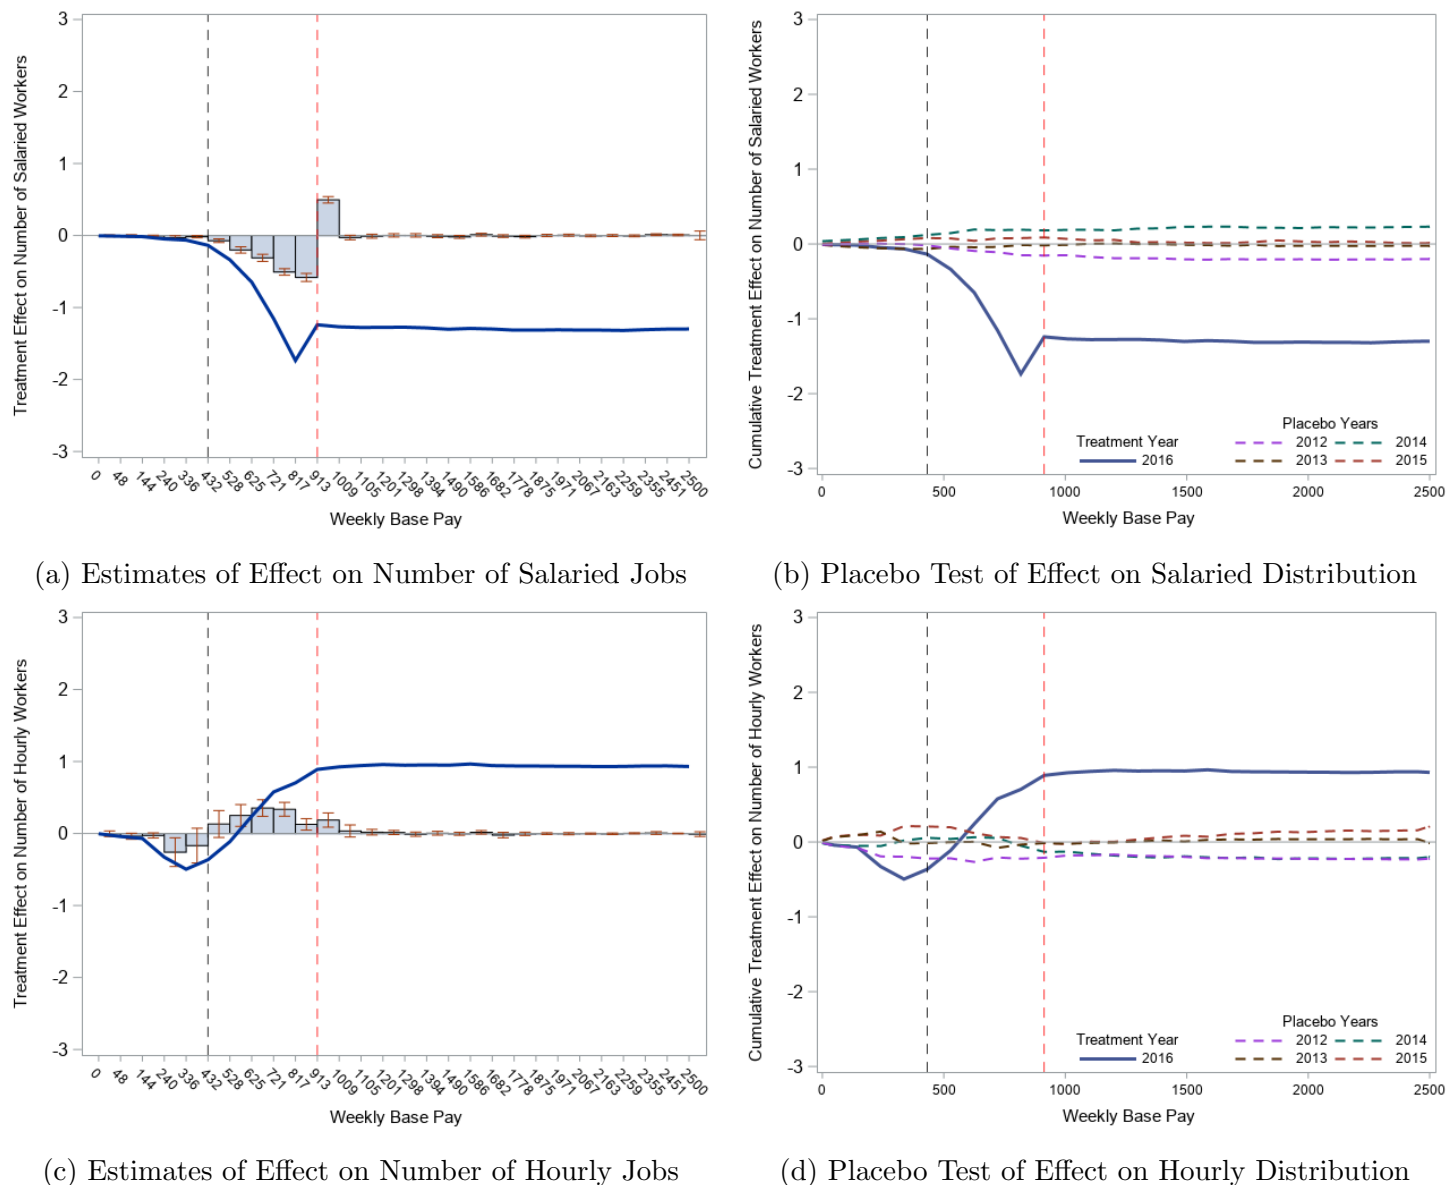 3
2
1
0
-1
-2
-3
Treatment Effect on Number of Salaried Workers
0 48 144 240 336 432 528 625 721 817 913 1009 1105 1201 1298 1394 1490 1586 1682 1778 1875 1971 2067 2163 2259 2355 2451 2500
Weekly Base Pay
(a) Estimates of Effect on Number of Salaried Jobs
3
2
1
0
-1
-2
-3
Cumulative Treatment Effect on Number of Salaried Workers
Treatment Year
2016
Placebo Years
2012 2014
2013 2015
0 500 1000 1500 2000 2500
Weekly Base Pay
(b) Placebo Test of Effect on Salaried Distribution
3
2
1
0
-1
-2
-3
Treatment Effect on Number of Hourly Workers
0 48 144 240 336 432 528 625 721 817 913 1009 1105 1201 1298 1394 1490 1586 1682 1778 1875 1971 2067 2163 2259 2355 2451 2500
Weekly Base Pay
(c) Estimates of Effect on Number of Hourly Jobs
3
2
1
0
-1
-2
-3
Cumulative Treatment Effect on Number of Hourly Workers
Treatment Year
2016
Placebo Years
2012 2014
2013 2015
0 500 1000 1500 2000 2500
Weekly Base Pay
(d) Placebo Test of Effect on Hourly Distribution